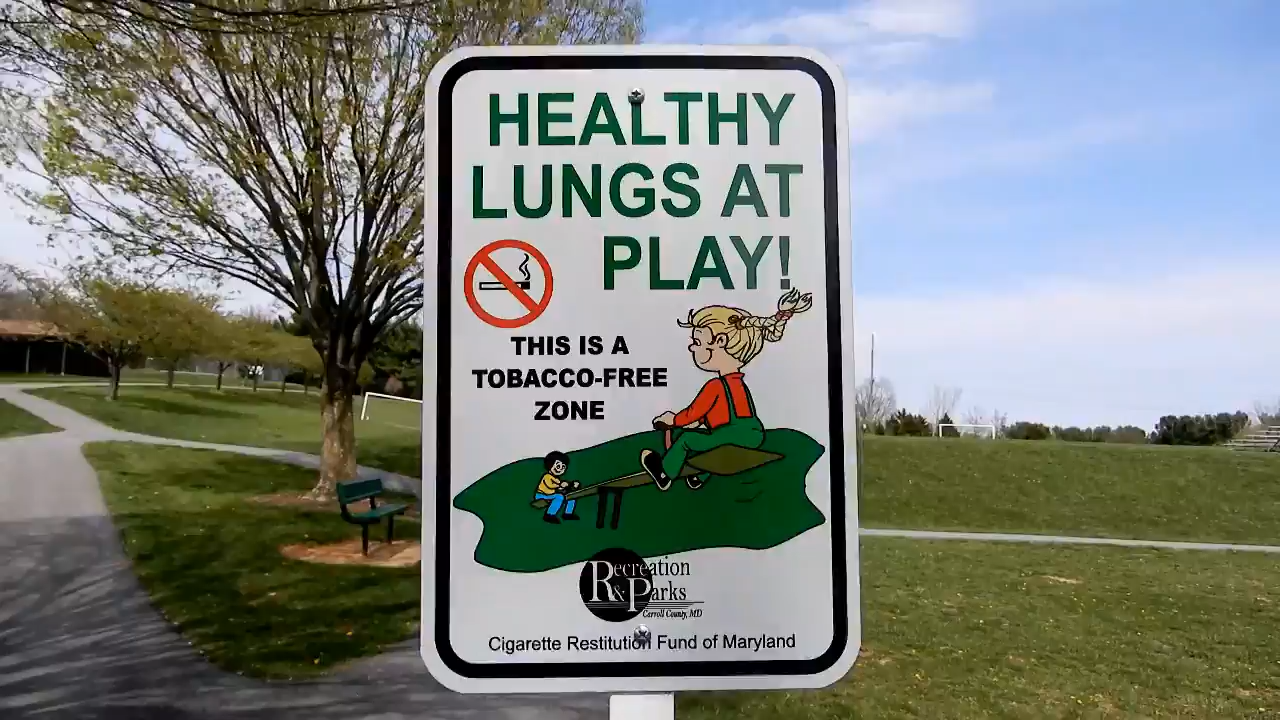 HEALTHY
LUNGS AT
PLAY!
THIS IS A
TOBACCO-FREE
ZONE
Recreation
& Parks
Carroll County, MD
Cigarette Restitution Fund of Maryland